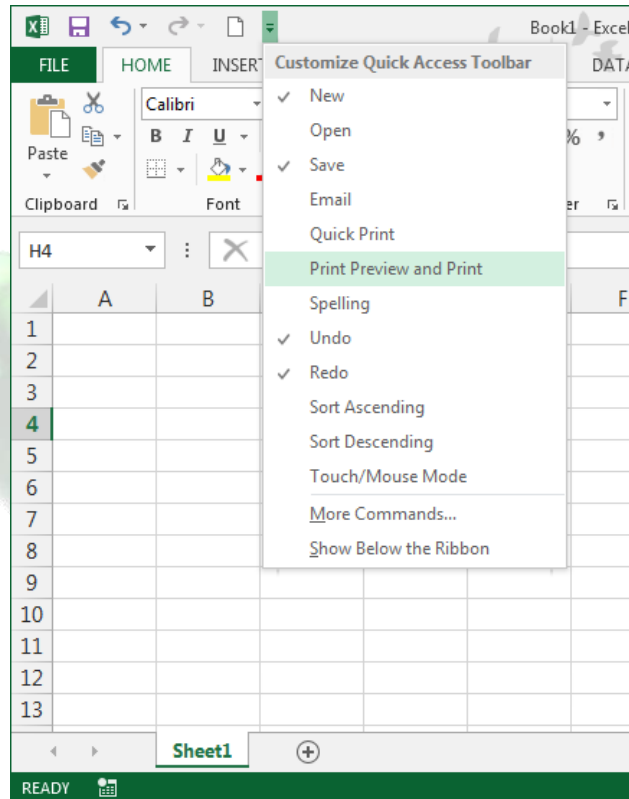 Book1 - Excel
FILE HOME INSER DATA
Customize Quick Access Toolbar
New
Open
Save
Email
Quick Print
Print Preview and Print
Spelling
Undo
Redo
Sort Ascending
Sort Descending
Touch/Mouse Mode
More Commands...
Show Below the Ribbon
Calibri
B I U % ,
Paste
Clipboard Font er
H4
A B F
1
2
3
4
5
6
7
8
9
10
11
12
13
Sheet1
READY